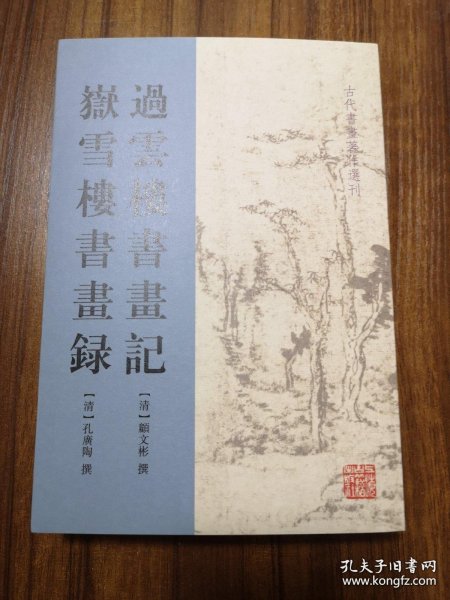 古代書畫著作選刊
過雲樓書畫記
[清]顧文彬 撰
嶽雪樓書畫録
[清]孔廣陶 撰
孔夫子旧书网
www.kongfz.com